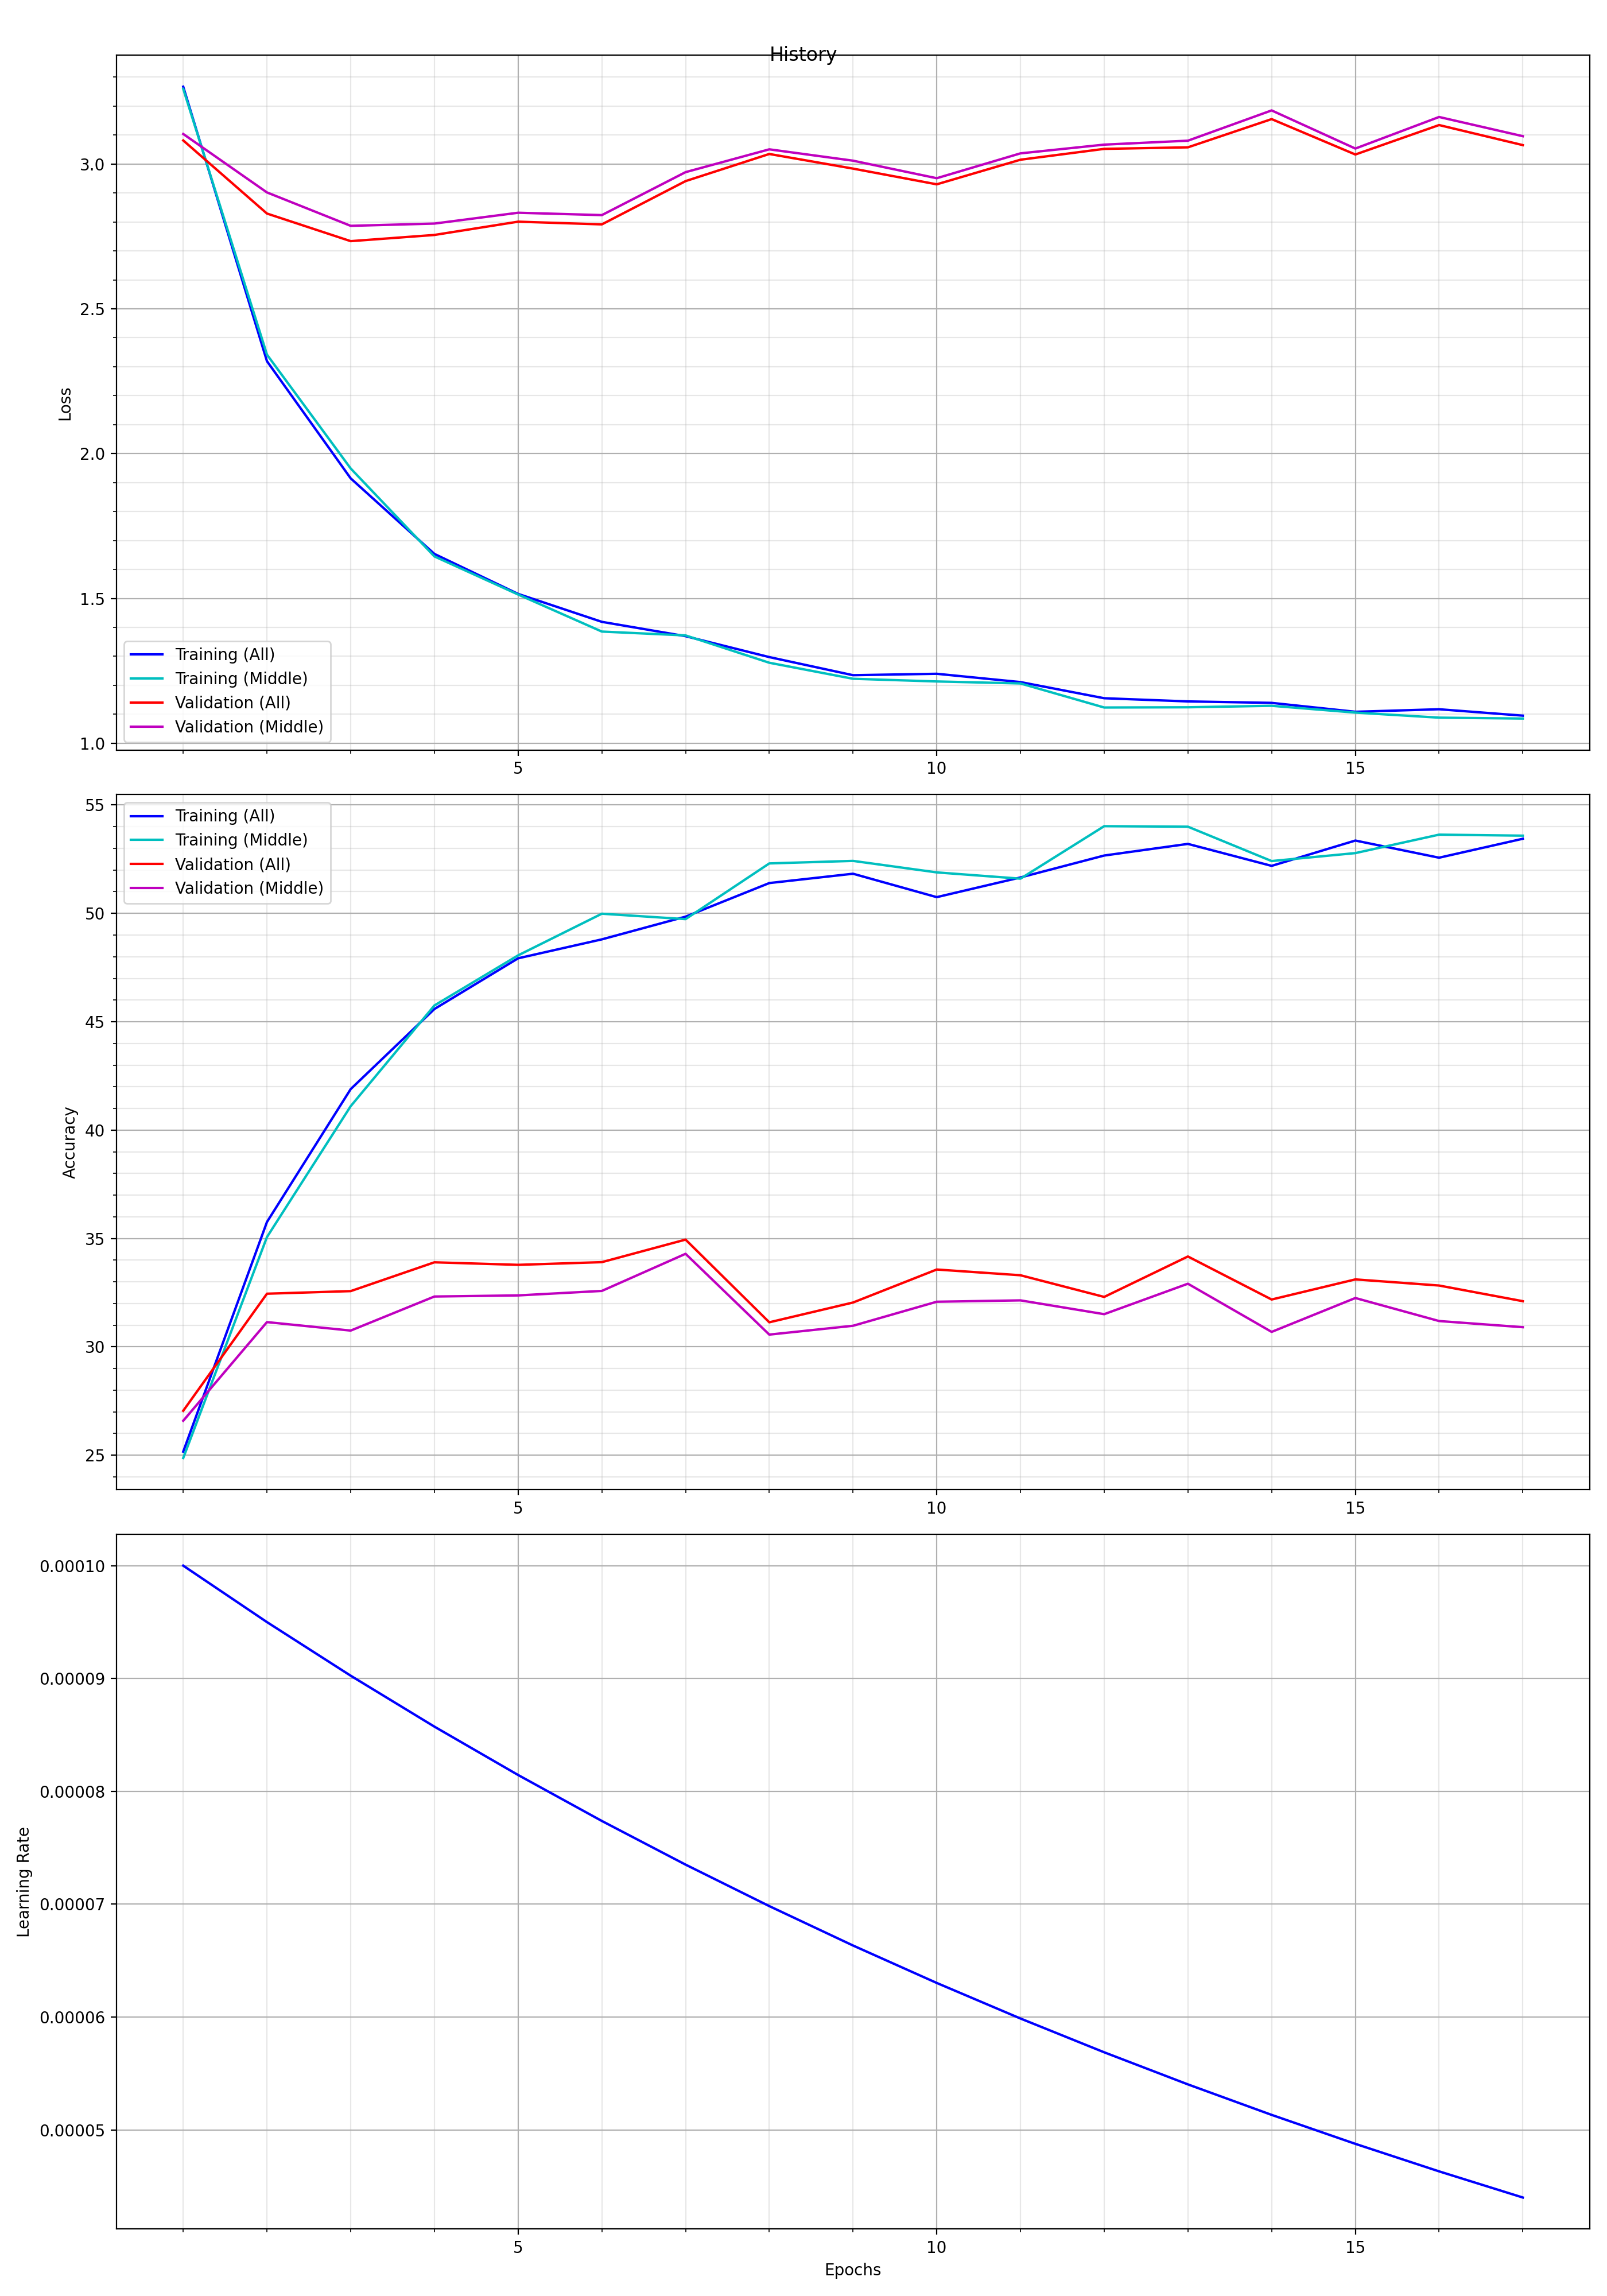 History
3.0
2.5
2.0
1.5
1.0
Loss
Training (All)
Training (Middle)
Validation (All)
Validation (Middle)
5 10 15
55
50
45
40
35
30
25
Accuracy
Training (All)
Training (Middle)
Validation (All)
Validation (Middle)
5 10 15
0.00010
0.00009
0.00008
0.00007
0.00006
0.00005
Learning Rate
5 10 15
Epochs